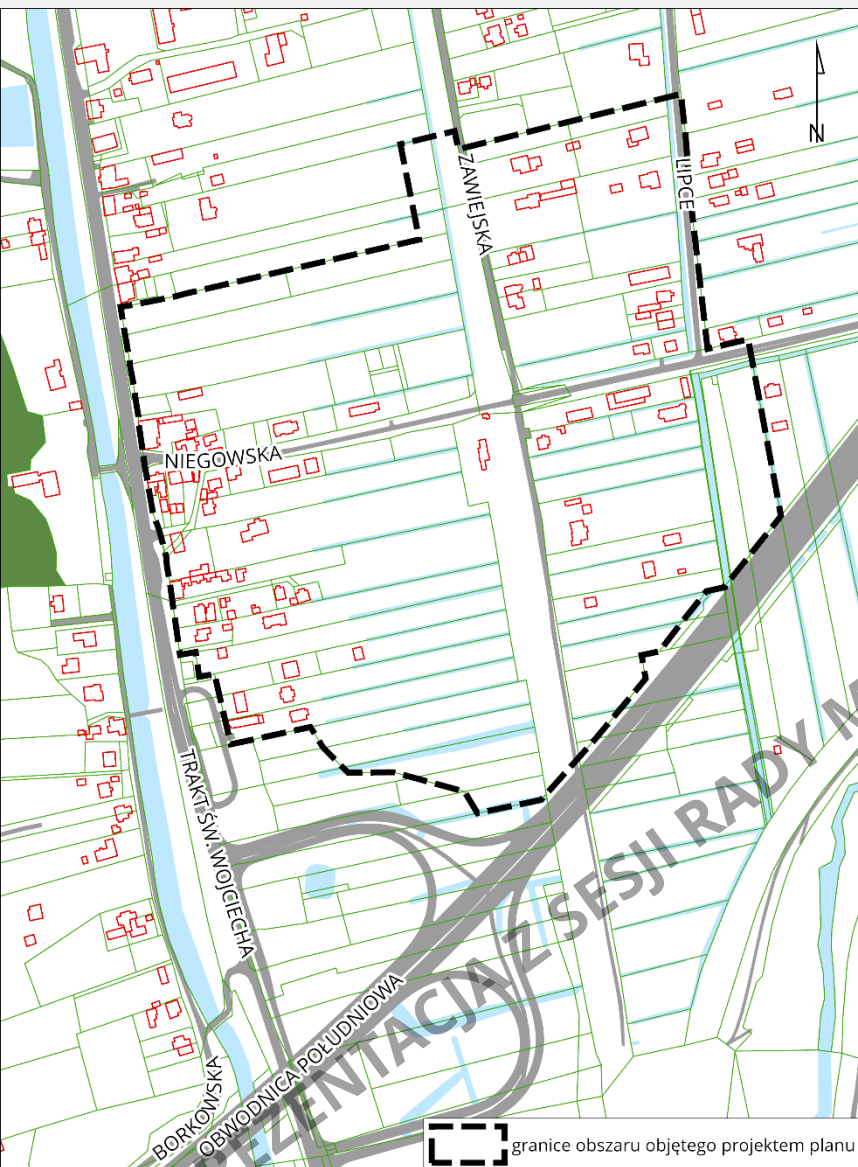 N
ZAWIEJSKA
LIPCE
NIEGOWSKA
TRAKT ŚW. WOJCIECHA
OBWODNICA POŁUDNIOWA
BORKOWSKA
PREZENTACJA Z SESJI RADY M
granice obszaru objętego projektem planu